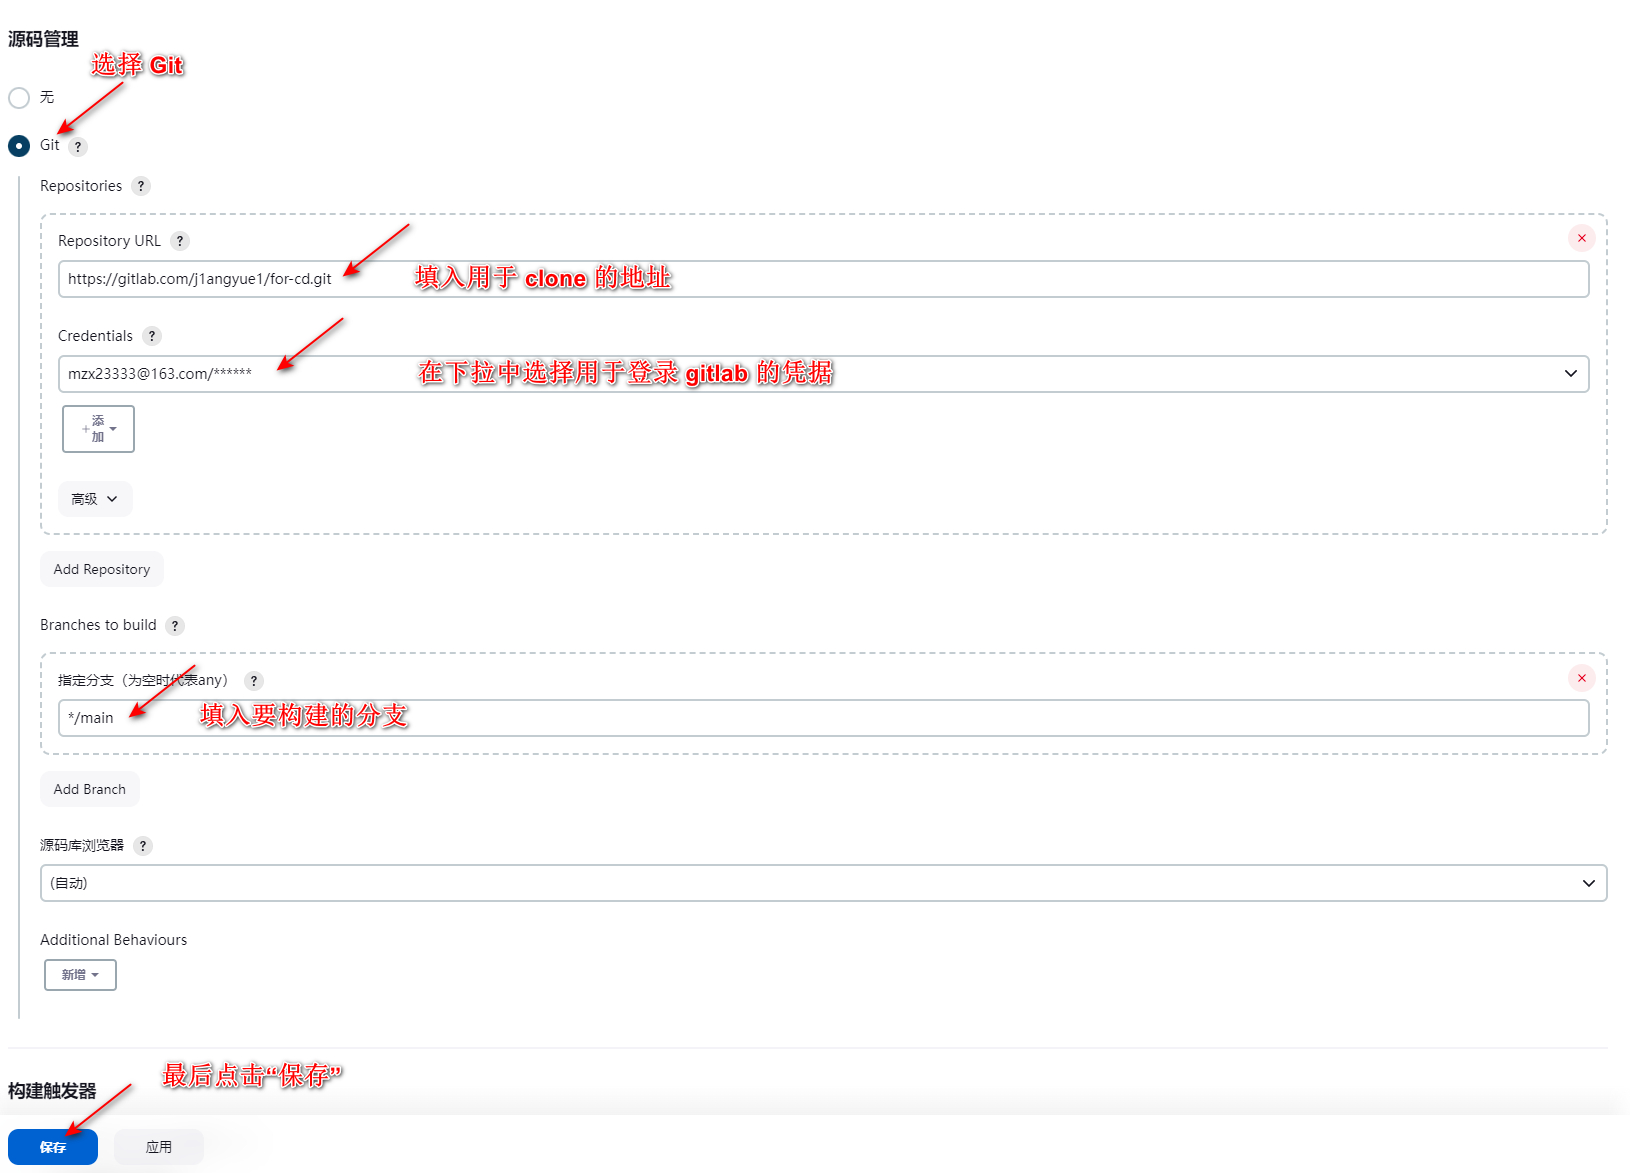 源码管理
选择 Git
无
Git ?
Repositories ?
Repository URL ?
https://gitlab.com/j1angyue1/for-cd.git
填入用于 clone 的地址
Credentials ?
mzx23333@163.com/******
在下拉中选择用于登录 gitlab 的凭据
+添加
高级
Add Repository
Branches to build ?
指定分支（为空时代表any） ?
*/main
填入要构建的分支
Add Branch
源码库浏览器 ?
(自动)
Additional Behaviours
新增
最后点击“保存”
构建触发器
保存
应用